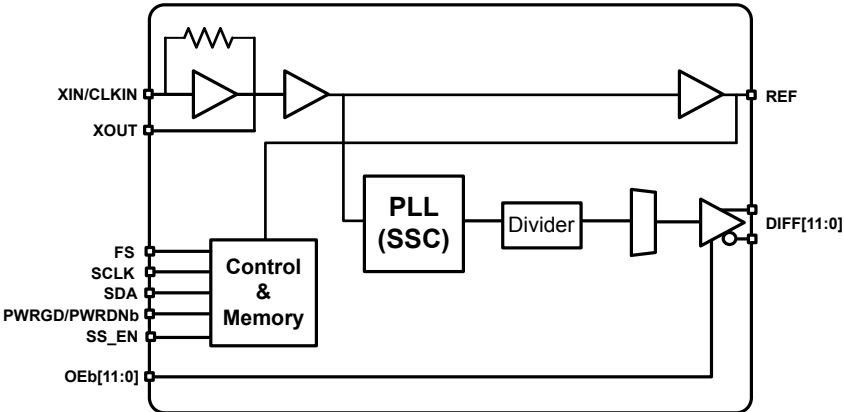 XIN/CLKIN
REF
XOUT
PLL
(SSC)
Divider
DIFF[11:0]
FS
SCLK
SDA
PWRGD/PWRDNb
SS_EN
Control
&
Memory
OEb[11:0]